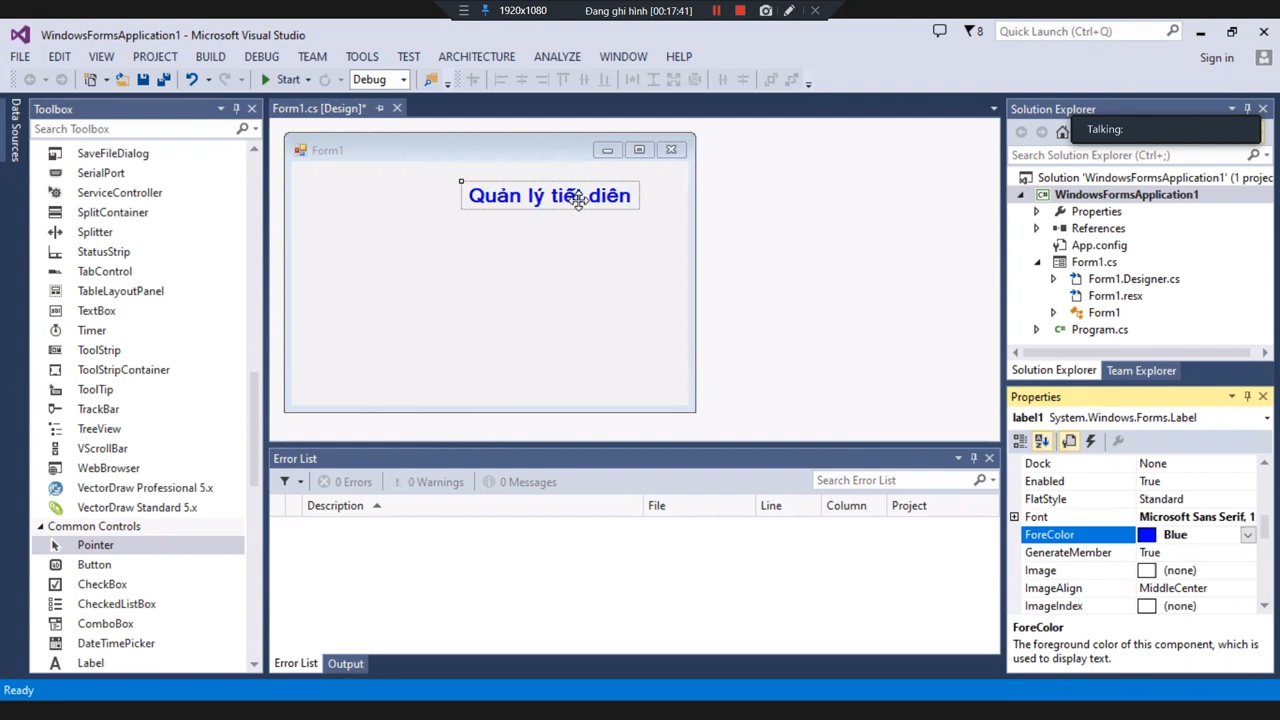 1920x1080 Đang ghi hình [00:17:41]
WindowsFormsApplication1 - Microsoft Visual Studio
8
Quick Launch (Ctrl+Q)
FILE EDIT VIEW PROJECT BUILD DEBUG TEAM TOOLS TEST ARCHITECTURE ANALYZE WINDOW HELP
Sign in
Start Debug
Data Sources
Toolbox
Search Toolbox
SaveFileDialog
SerialPort
ServiceController
SplitContainer
Splitter
StatusStrip
TabControl
TableLayoutPanel
TextBox
Timer
ToolStrip
ToolStripContainer
ToolTip
TrackBar
TreeView
VScrollBar
WebBrowser
VectorDraw Professional 5.x
VectorDraw Standard 5.x
Common Controls
Pointer
Button
CheckBox
CheckedListBox
ComboBox
DateTimePicker
Label
Form1.cs [Design]*
Form1
Quản lý diên
Error List
0 Errors 0 Warnings 0 Messages
Search Error List
Description File Line Column Project
Error List Output
Solution Explorer
Talking:
Search Solution Explorer (Ctrl+;)
Solution 'WindowsFormsApplication1' (1 projec
WindowsFormsApplication1
Properties
References
App.config
Form1.cs
Form1.Designer.cs
Form1.resx
Form1
Program.cs
Solution Explorer Team Explorer
Properties
label1 System.Windows.Forms.Label
Dock None
Enabled True
FlatStyle Standard
Font Microsoft Sans Serif, 1
ForeColor Blue
GenerateMember True
Image (none)
ImageAlign MiddleCenter
ImageIndex (none)
ForeColor
The foreground color of this component, which is
used to display text.
Ready